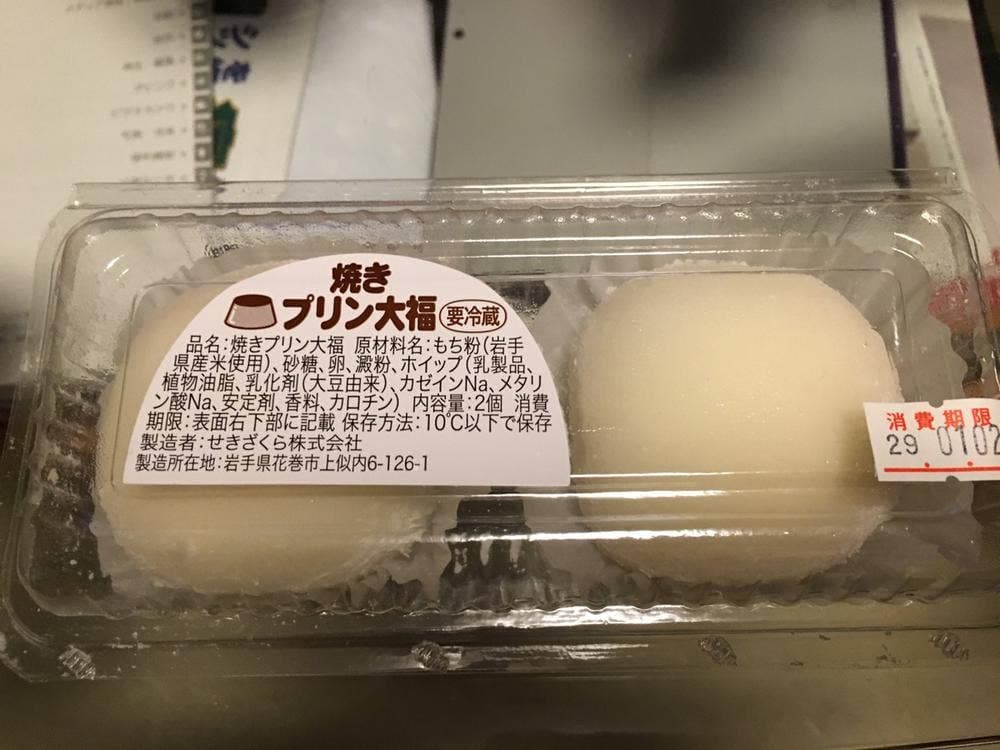 焼き
プリン大福 要冷蔵
品名:焼きプリン大福 原材料名:もち粉(岩手
県産米使用)、砂糖、卵、澱粉、ホイップ(乳製品、
植物油脂、乳化剤(大豆由来)、カゼインNa、メタリ
ン酸Na、安定剤、香料、カロチン) 内容量:2個 消費
期限:表面右下部に記載 保存方法:10℃以下で保存
製造者:せきざくら株式会社
製造所在地:岩手県花巻市上似内6-126-1
消費期限
29.01.02